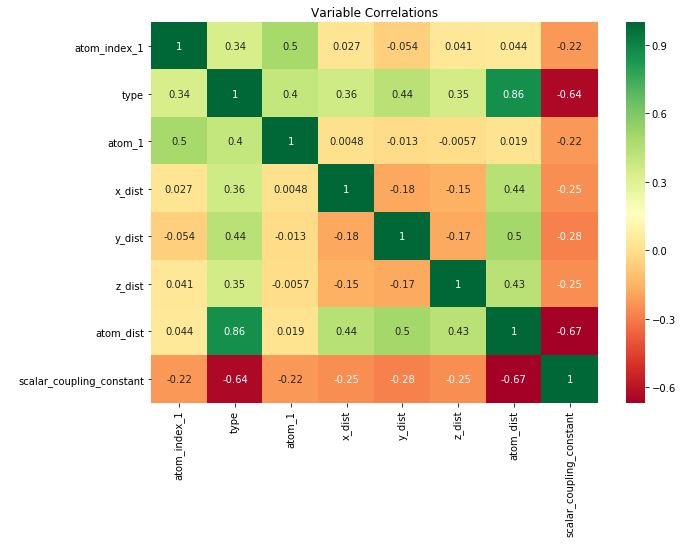 Variable Correlations
atom_index_1 1 0.34 0.5 0.027 -0.054 0.041 0.044 -0.22
type 0.34 1 0.4 0.36 0.44 0.35 0.86 -0.64
atom_1 0.5 0.4 1 0.0048 -0.013 -0.0057 0.019 -0.22
x_dist 0.027 0.36 0.0048 1 -0.18 -0.15 0.44 -0.25
y_dist -0.054 0.44 -0.013 -0.18 1 -0.17 0.5 -0.28
z_dist 0.041 0.35 -0.0057 -0.15 -0.17 1 0.43 -0.25
atom_dist 0.044 0.86 0.019 0.44 0.5 0.43 1 -0.67
scalar_coupling_constant -0.22 -0.64 -0.22 -0.25 -0.28 -0.25 -0.67 1
atom_index_1
type
atom_1
x_dist
y_dist
z_dist
atom_dist
scalar_coupling_constant
0.9
0.6
0.3
0.0
−0.3
−0.6